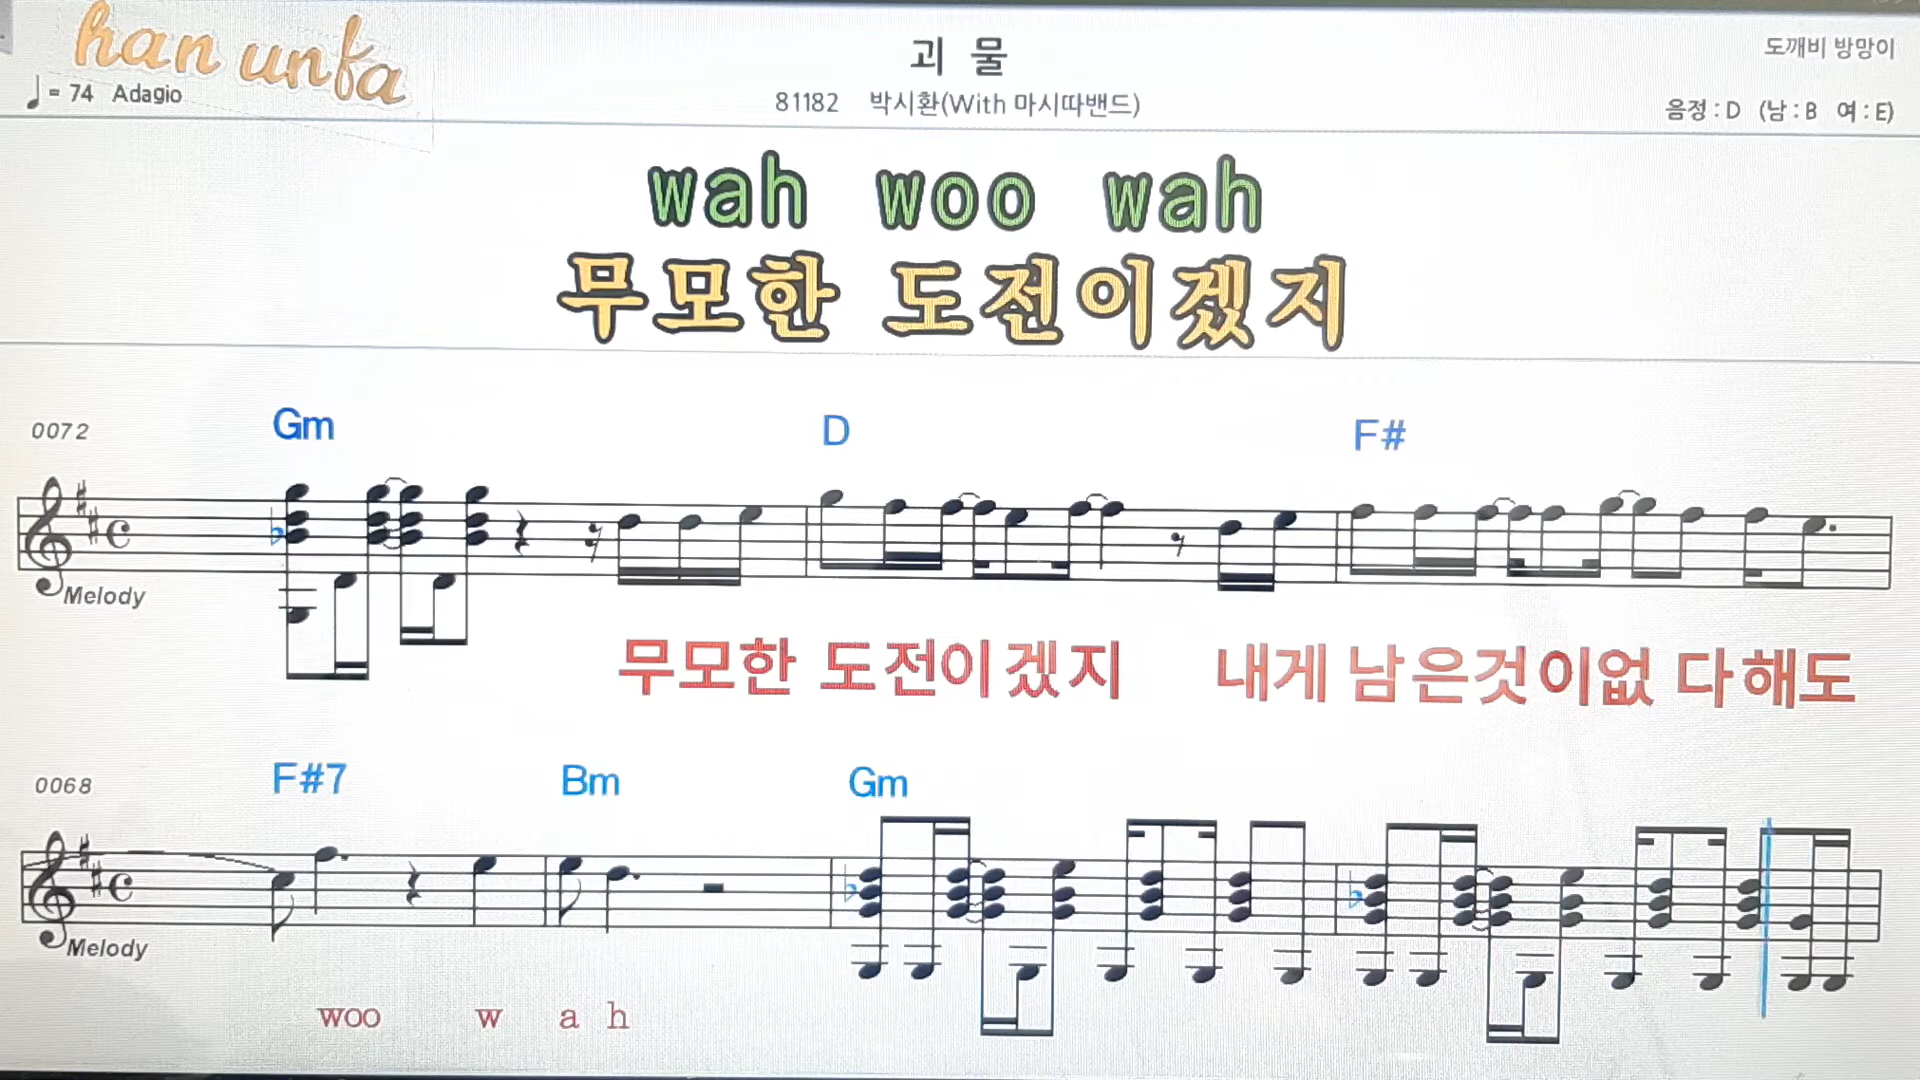 han unfa
괴 물
도깨비 방망이
♩= 74 Adagio
81182 박시환(With 마시따밴드)
음정 : D (남 : B 여 : E)
wah woo wah
무모한 도전이겠지
0072
Gm D F#
Melody
무모한 도전이겠지 내게 남은것이없 다해도
0068
F#7 Bm Gm
Melody
woo w a h